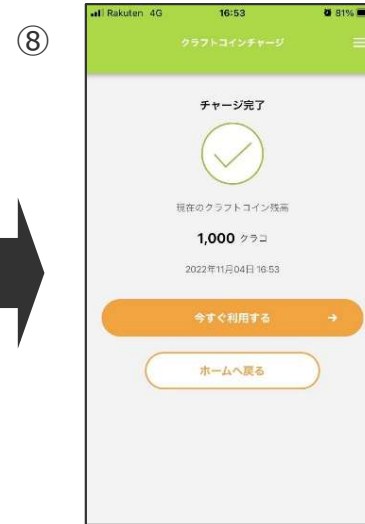 ⑧
Rakuten 4G 16:53 81%
クラフトコインチャージ
チャージ完了
現在のクラフトコイン残高
1,000 クラコ
2022年11月04日 16:53
今すぐ利用する →
ホームへ戻る